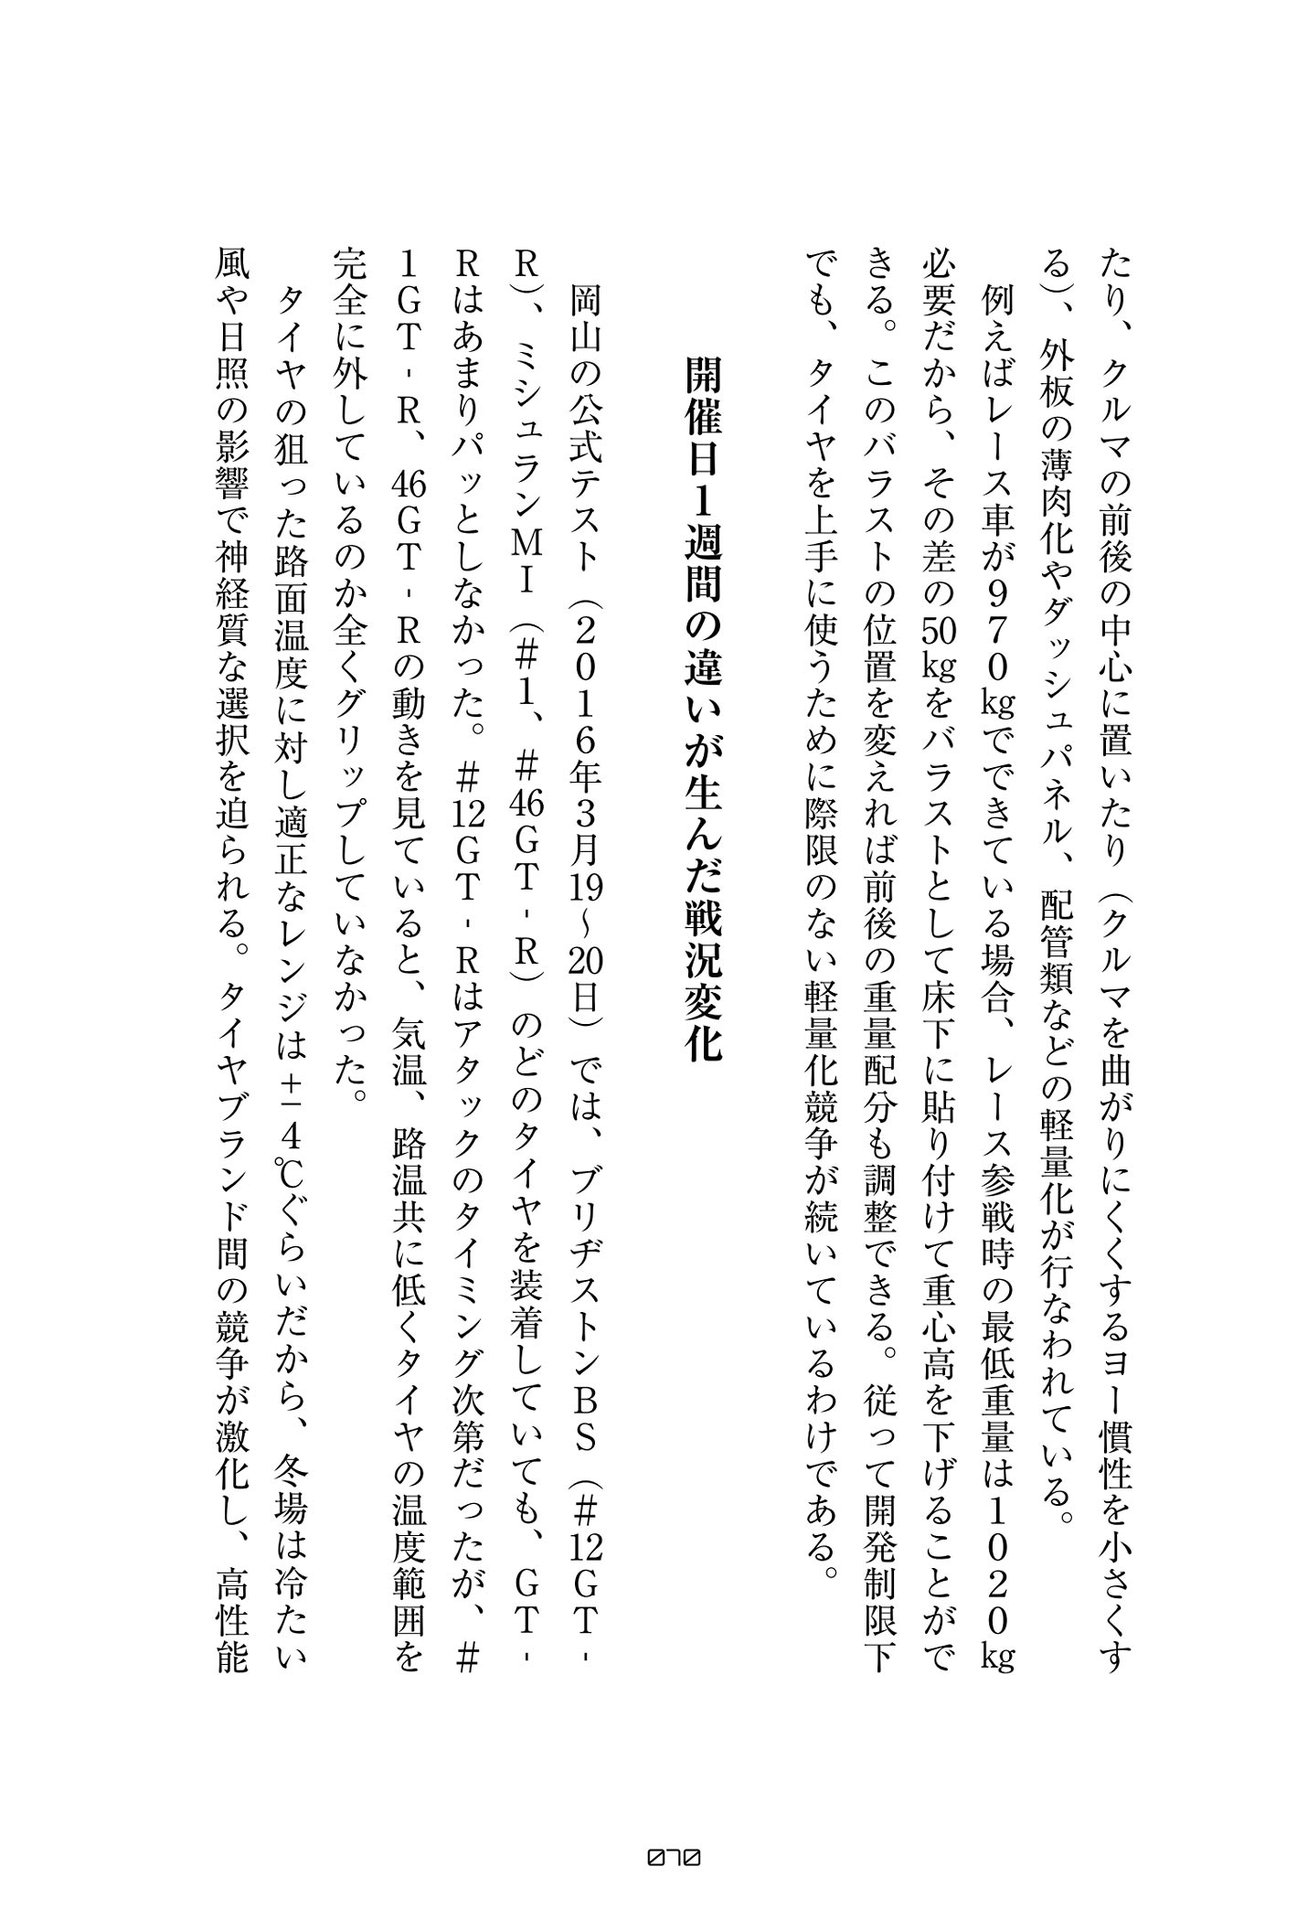 たり、クルマの前後の中心に置いたり（クルマを曲がりにくくするヨー慣性を小さくす
る）、外板の薄肉化やダッシュパネル、配管類などの軽量化が行なわれている。
例えばレース車が９７０㎏でできている場合、レース参戦時の最低重量は１０２０㎏
必要だから、その差の50㎏をバラストとして床下に貼り付けて重心高を下げることがで
きる。このバラストの位置を変えれば前後の重量配分も調整できる。従って開発制限下
でも、タイヤを上手に使うために際限のない軽量化競争が続いているわけである。
開催日１週間の違いが生んだ戦況変化
岡山の公式テスト（２０１６年３月19〜20日）では、ブリヂストンＢＳ（＃12ＧＴ-
Ｒ）、ミシュランＭＩ（＃１、＃46ＧＴ-Ｒ）のどのタイヤを装着していても、ＧＴ-
Ｒはあまりパッとしなかった。＃12ＧＴ-Ｒはアタックのタイミング次第だったが、＃
１ＧＴ-Ｒ、46ＧＴ-Ｒの動きを見ていると、気温、路温共に低くタイヤの温度範囲を
完全に外しているのか全くグリップしていなかった。
タイヤの狙った路面温度に対し適正なレンジは＋−４℃ぐらいだから、冬場は冷たい
風や日照の影響で神経質な選択を迫られる。タイヤブランド間の競争が激化し、高性能
070